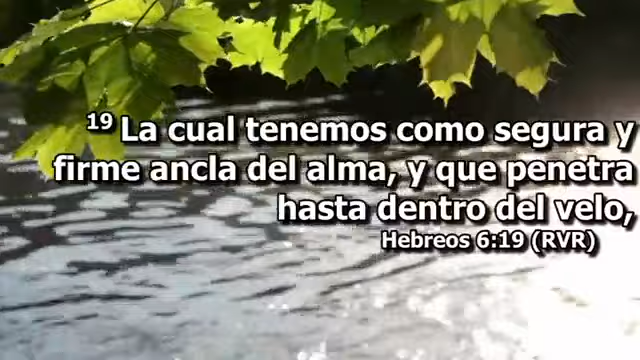 19 La cual tenemos como segura y
firme ancla del alma, y que penetra
hasta dentro del velo,
Hebreos 6:19 (RVR)